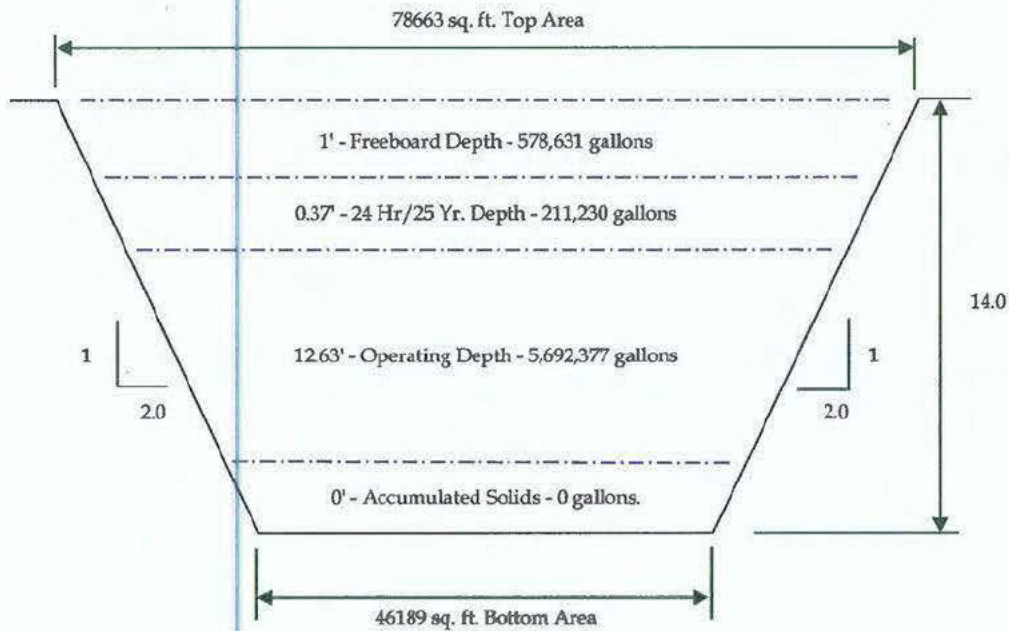 78663 sq. ft. Top Area
1' - Freeboard Depth - 578,631 gallons
0.37' - 24 Hr/25 Yr. Depth - 211,230 gallons
14.0
12.63' - Operating Depth - 5,692,377 gallons
1
1
2.0
2.0
0' - Accumulated Solids - 0 gallons.
46189 sq. ft. Bottom Area